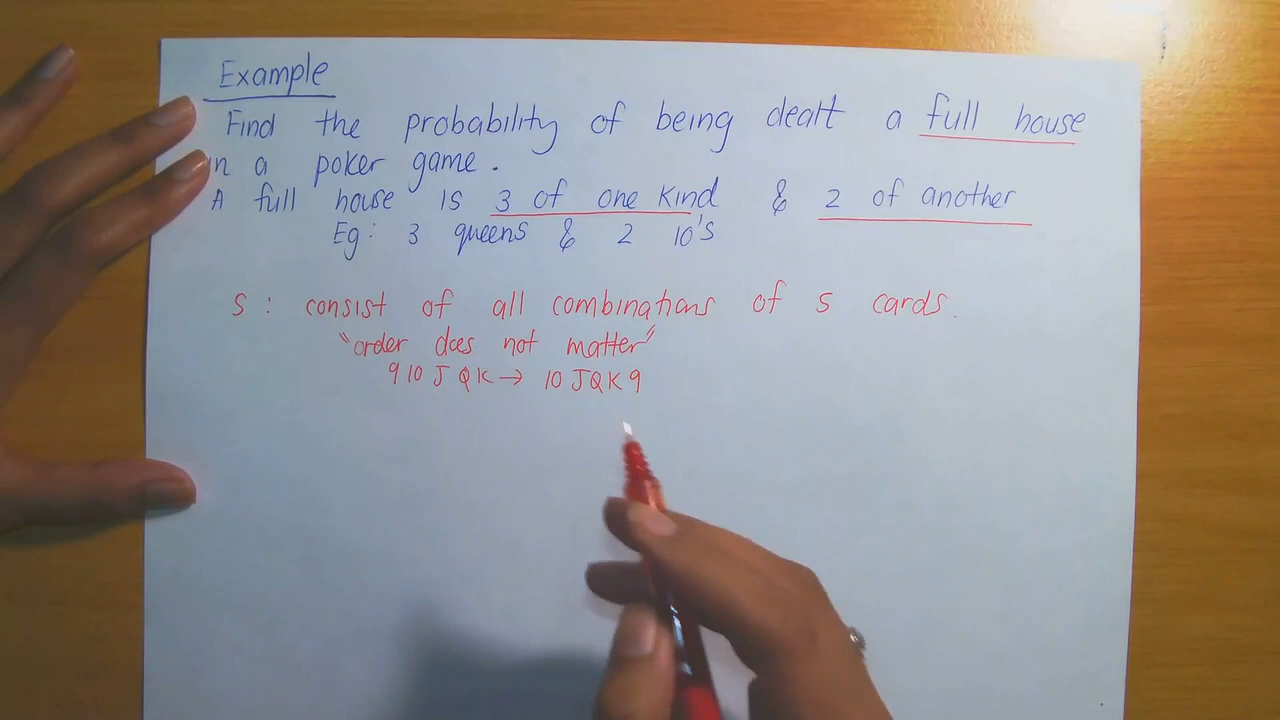 Example
Find the probability of being dealt a full house
in a poker game.
A full house is 3 of one kind & 2 of another
Eg: 3 queens & 2 10's
S: consist of all combinations of 5 cards.
"order does not matter"
9 10 J Q K → 10 J Q K 9